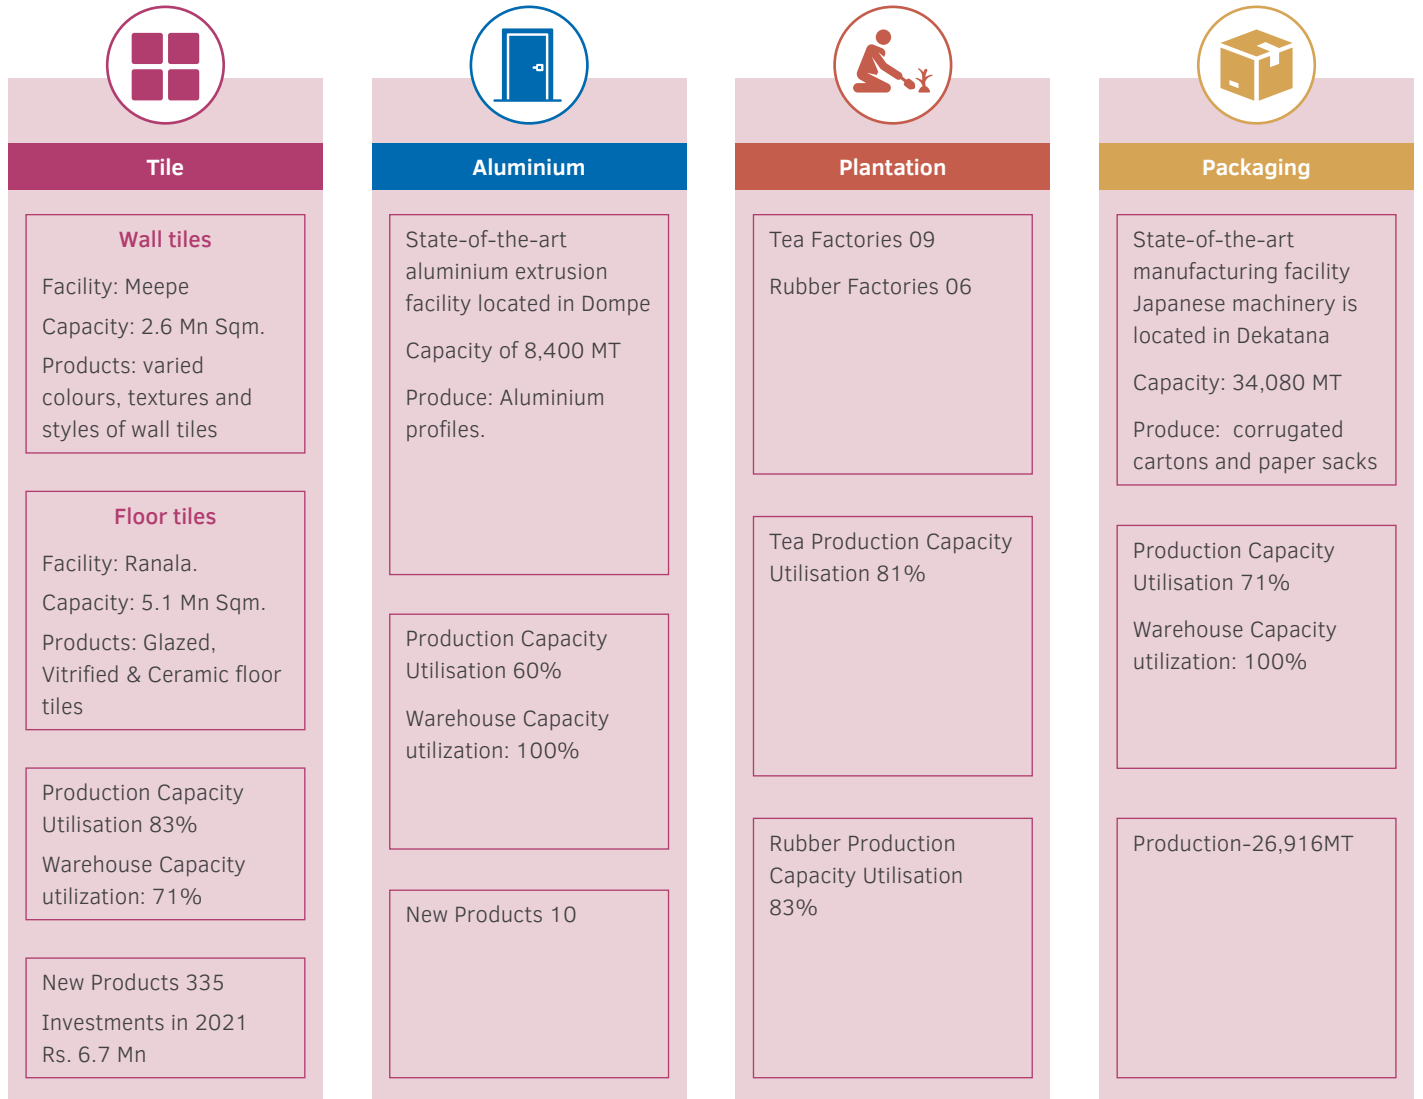 Tile
Wall tiles
Facility: Meepe
Capacity: 2.6 Mn Sqm.
Products: varied
colours, textures and
styles of wall tiles
Floor tiles
Facility: Ranala.
Capacity: 5.1 Mn Sqm.
Products: Glazed,
Vitrified & Ceramic floor
tiles
Production Capacity
Utilisation 83%
Warehouse Capacity
utilization: 71%
New Products 335
Investments in 2021
Rs. 6.7 Mn
Aluminium
State-of-the-art
aluminium extrusion
facility located in Dompe
Capacity of 8,400 MT
Produce: Aluminium
profiles.
Production Capacity
Utilisation 60%
Warehouse Capacity
utilization: 100%
New Products 10
Plantation
Tea Factories 09
Rubber Factories 06
Tea Production Capacity
Utilisation 81%
Rubber Production
Capacity Utilisation
83%
Packaging
State-of-the-art
manufacturing facility
Japanese machinery is
located in Dekatana
Capacity: 34,080 MT
Produce: corrugated
cartons and paper sacks
Production Capacity
Utilisation 71%
Warehouse Capacity
utilization: 100%
Production-26,916MT